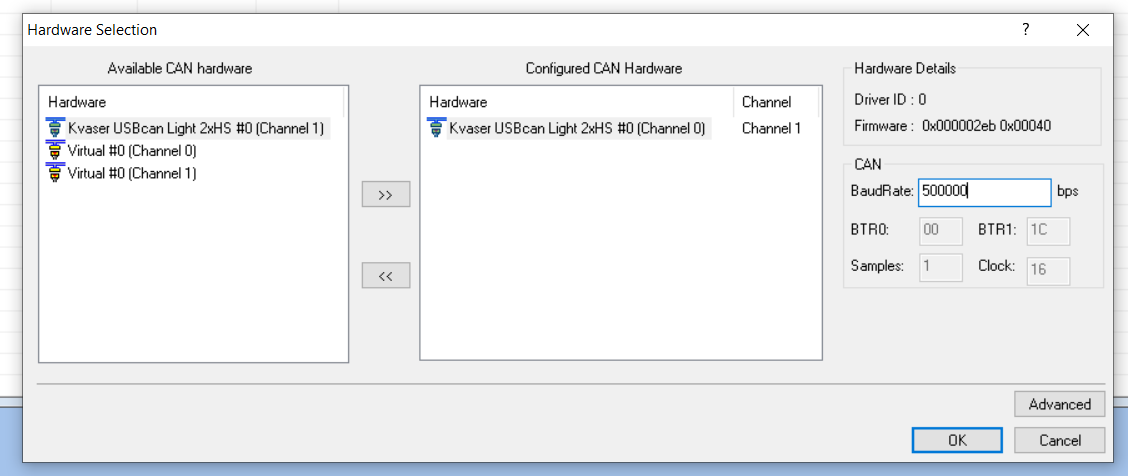 Hardware Selection
?
Available CAN hardware
Hardware
Kvaser USBcan Light 2xHS #0 (Channel 1)
Virtual #0 (Channel 0)
Virtual #0 (Channel 1)
>>
<<
Configured CAN Hardware
Hardware Channel
Kvaser USBcan Light 2xHS #0 (Channel 0) Channel 1
Hardware Details
Driver ID : 0
Firmware : 0x000002eb 0x00040
CAN
BaudRate: 500000 bps
BTR0: 00 BTR1: 1C
Samples: 1 Clock: 16
Advanced
OK Cancel